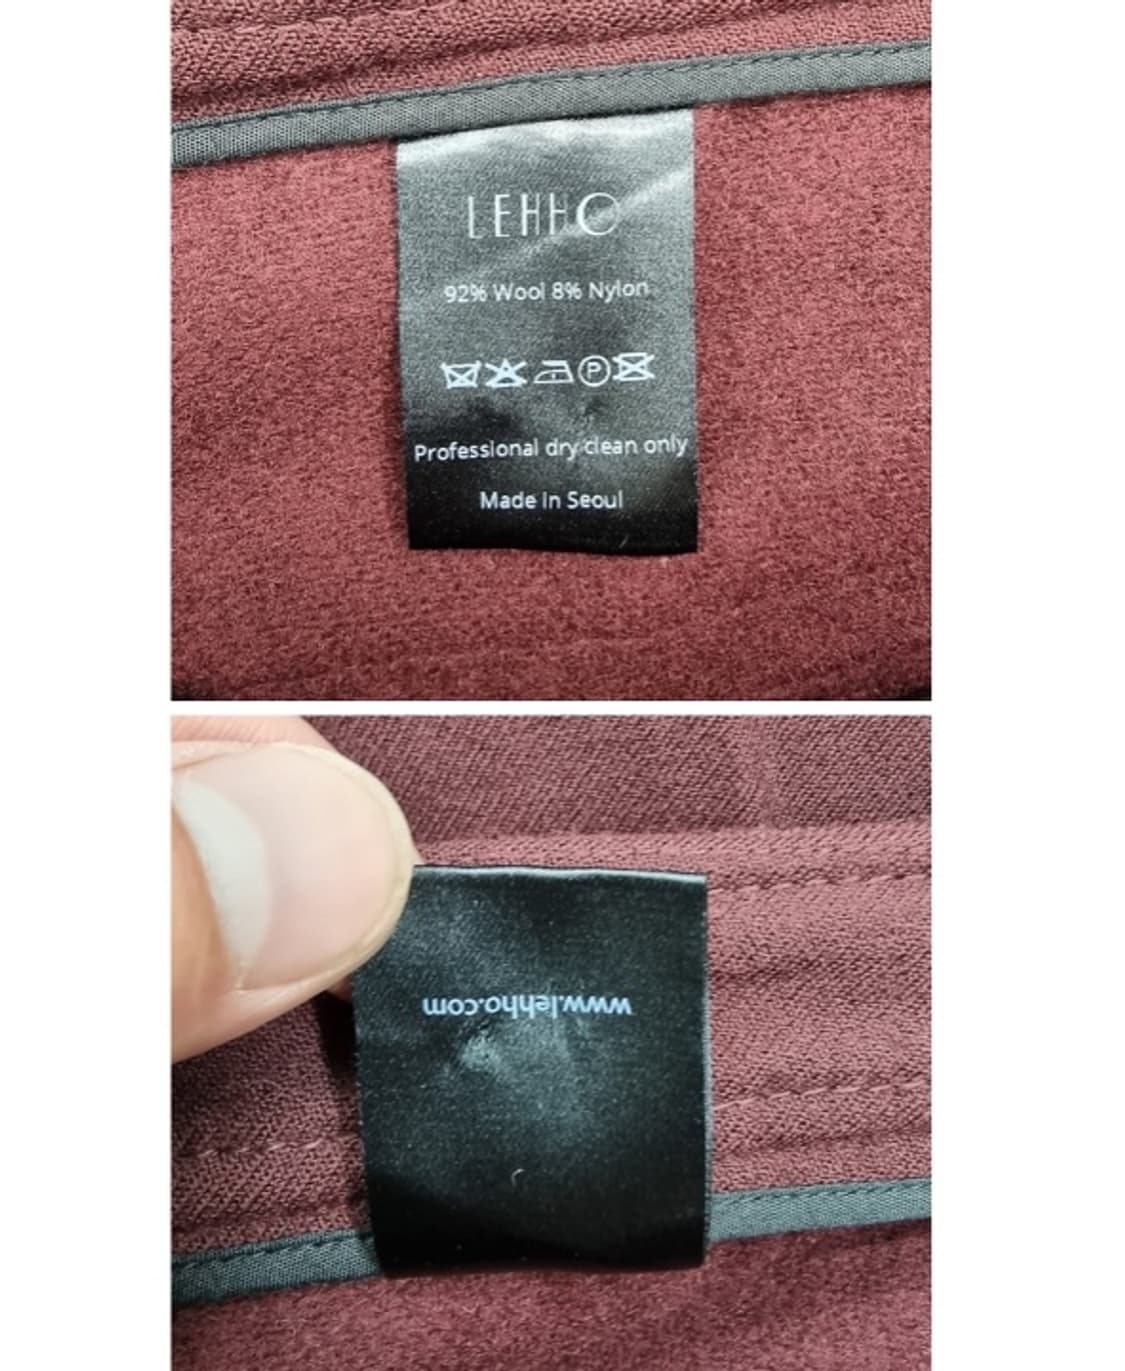 LEHHO
92% Wool 8% Nylon
P
Professional dry clean only
Made In Seoul
www.lehho.com